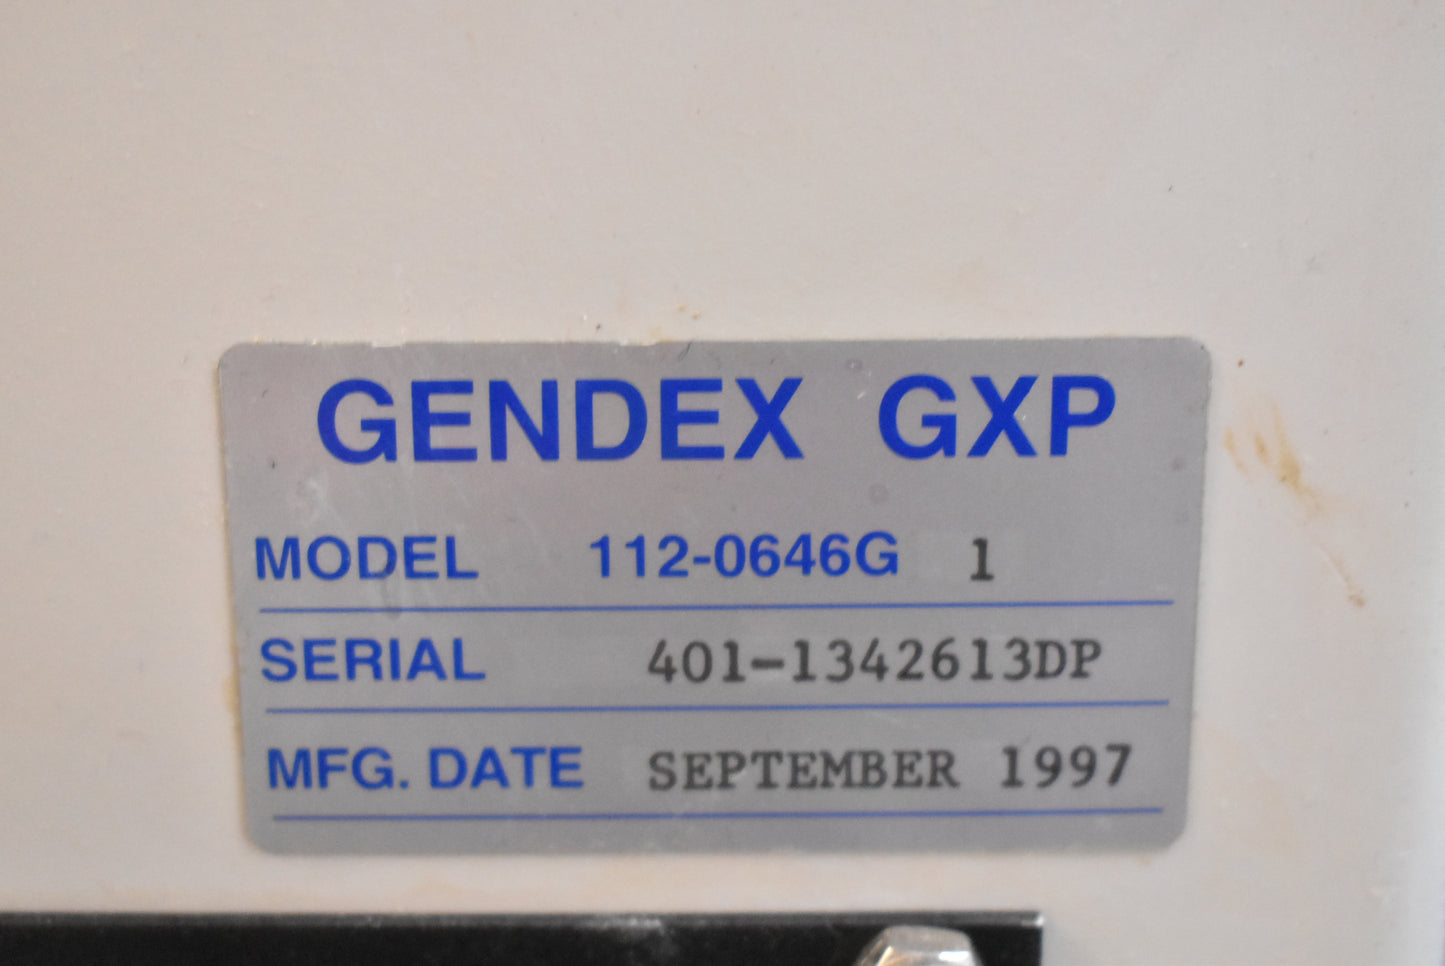 GENDEX GXP
MODEL 112-0646G 1
SERIAL 401-1342613DP
MFG. DATE SEPTEMBER 1997